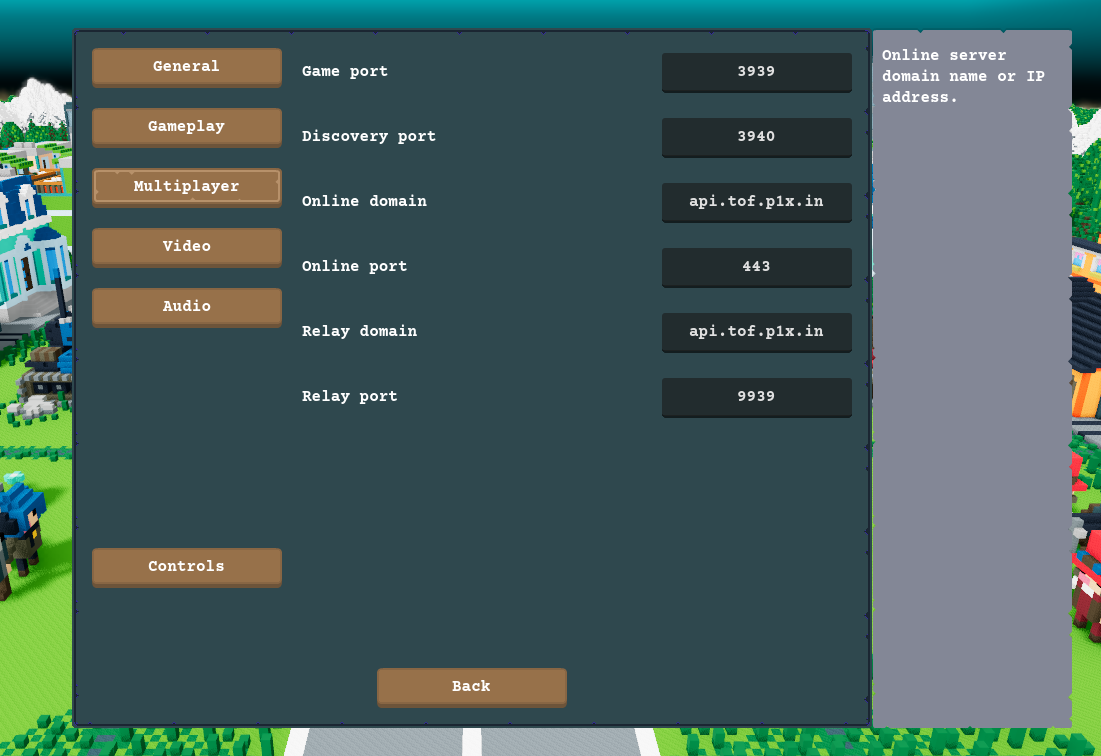 General
Gameplay
Multiplayer
Video
Audio
Controls
Game port
3939
Discovery port
3940
Online domain
api.tof.p1x.in
Online port
443
Relay domain
api.tof.p1x.in
Relay port
9939
Back
Online server
domain name or IP
address.